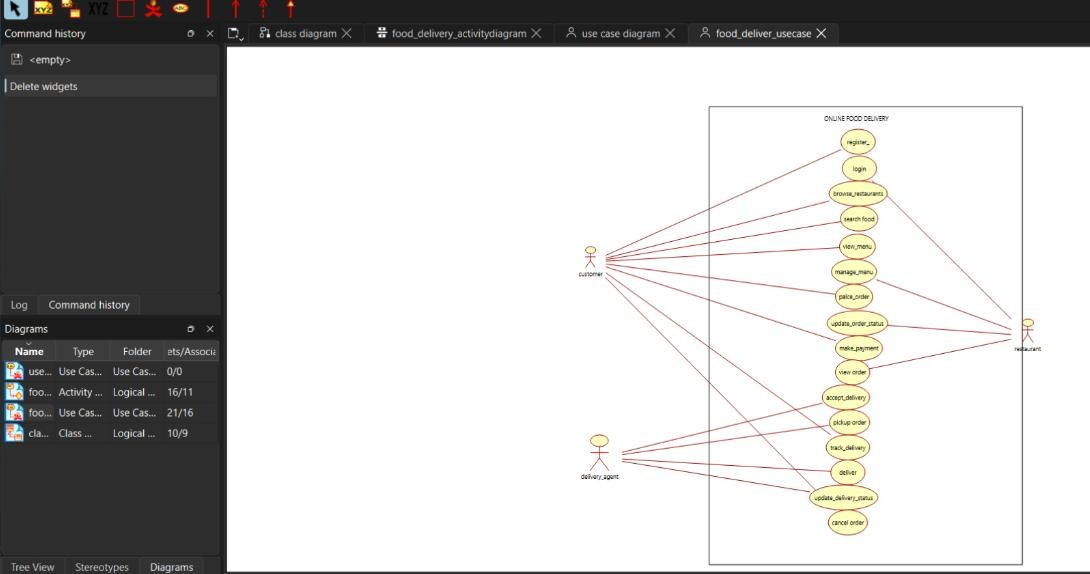 XYZ
XYZ
ABC
Command history
class diagram
food_delivery_activitydiagram
use case diagram
food_deliver_usecase
<empty>
Delete widgets
Log
Command history
Diagrams
Name Type Folder ets/Associa
use... Use Cas... Use Cas... 0/0
foo... Activity ... Logical ... 16/11
foo... Use Cas... Use Cas... 21/16
cla... Class ... Logical ... 10/9
Tree View Stereotypes Diagrams
ONLINE FOOD DELIVERY
register_
login
browse_restaurants
search food
view_menu
manage_menu
palce_order
update_order_status
make_payment
view order
accept_delivery
pickup order
track_delivery
deliver
update_delivery_status
cancel order
customer
delivery_agent
restaurant